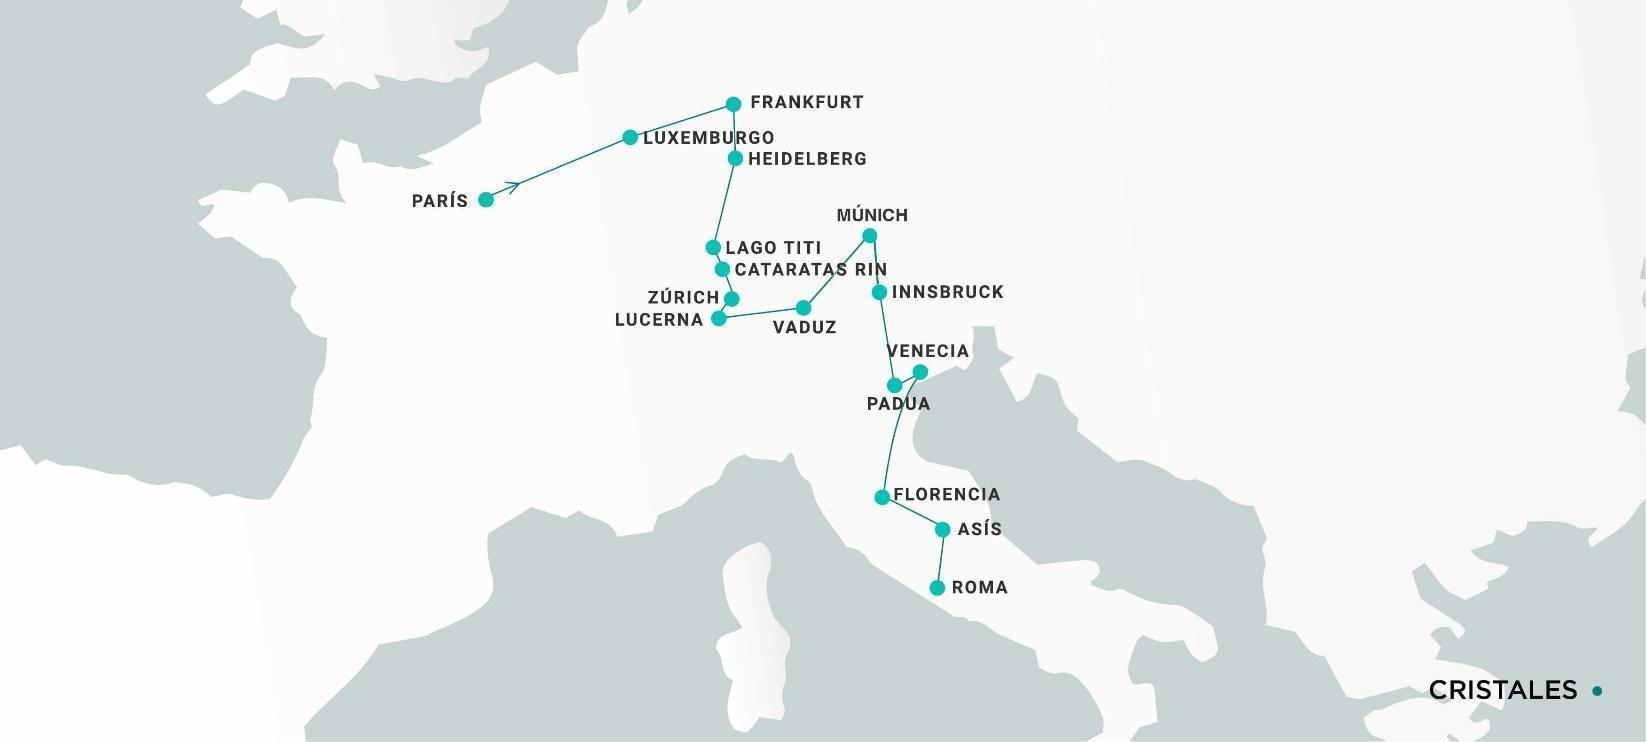 FRANKFURT
LUXEMBURGO
HEIDELBERG
PARÍS
MÚNICH
LAGO TITI
CATARATAS RIN
INNSBRUCK
ZÚRICH
LUCERNA
VADUZ
VENECIA
PADUA
FLORENCIA
ASÍS
ROMA
CRISTALES